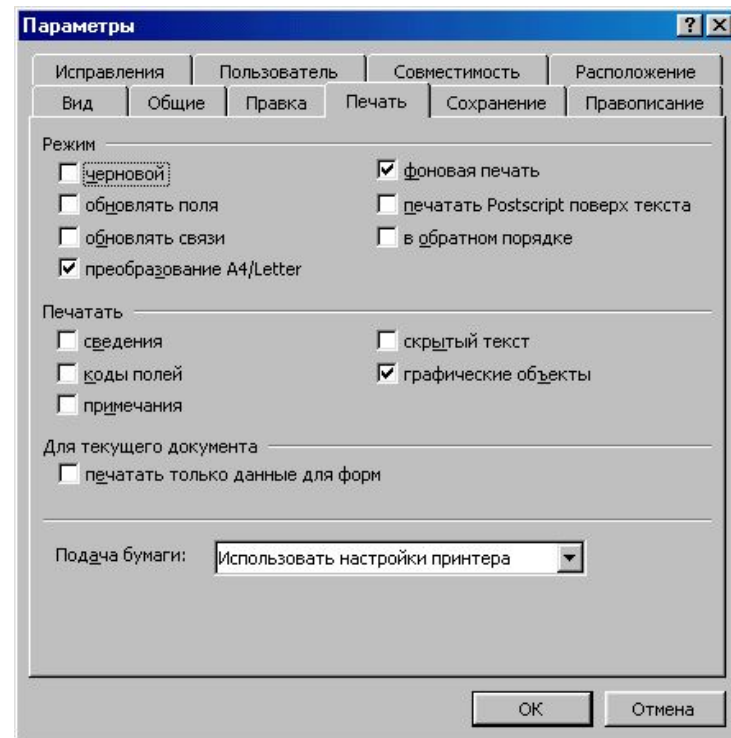 Параметры
Исправления Пользователь Совместимость Расположение
Вид Общие Правка Печать Сохранение Правописание
Режим
черновой фоновая печать
обновлять поля печатать Postscript поверх текста
обновлять связи в обратном порядке
преобразование A4/Letter
Печатать
сведения скрытый текст
коды полей графические объекты
примечания
Для текущего документа
печатать только данные для форм
Подача бумаги: Использовать настройки принтера
ОК Отмена